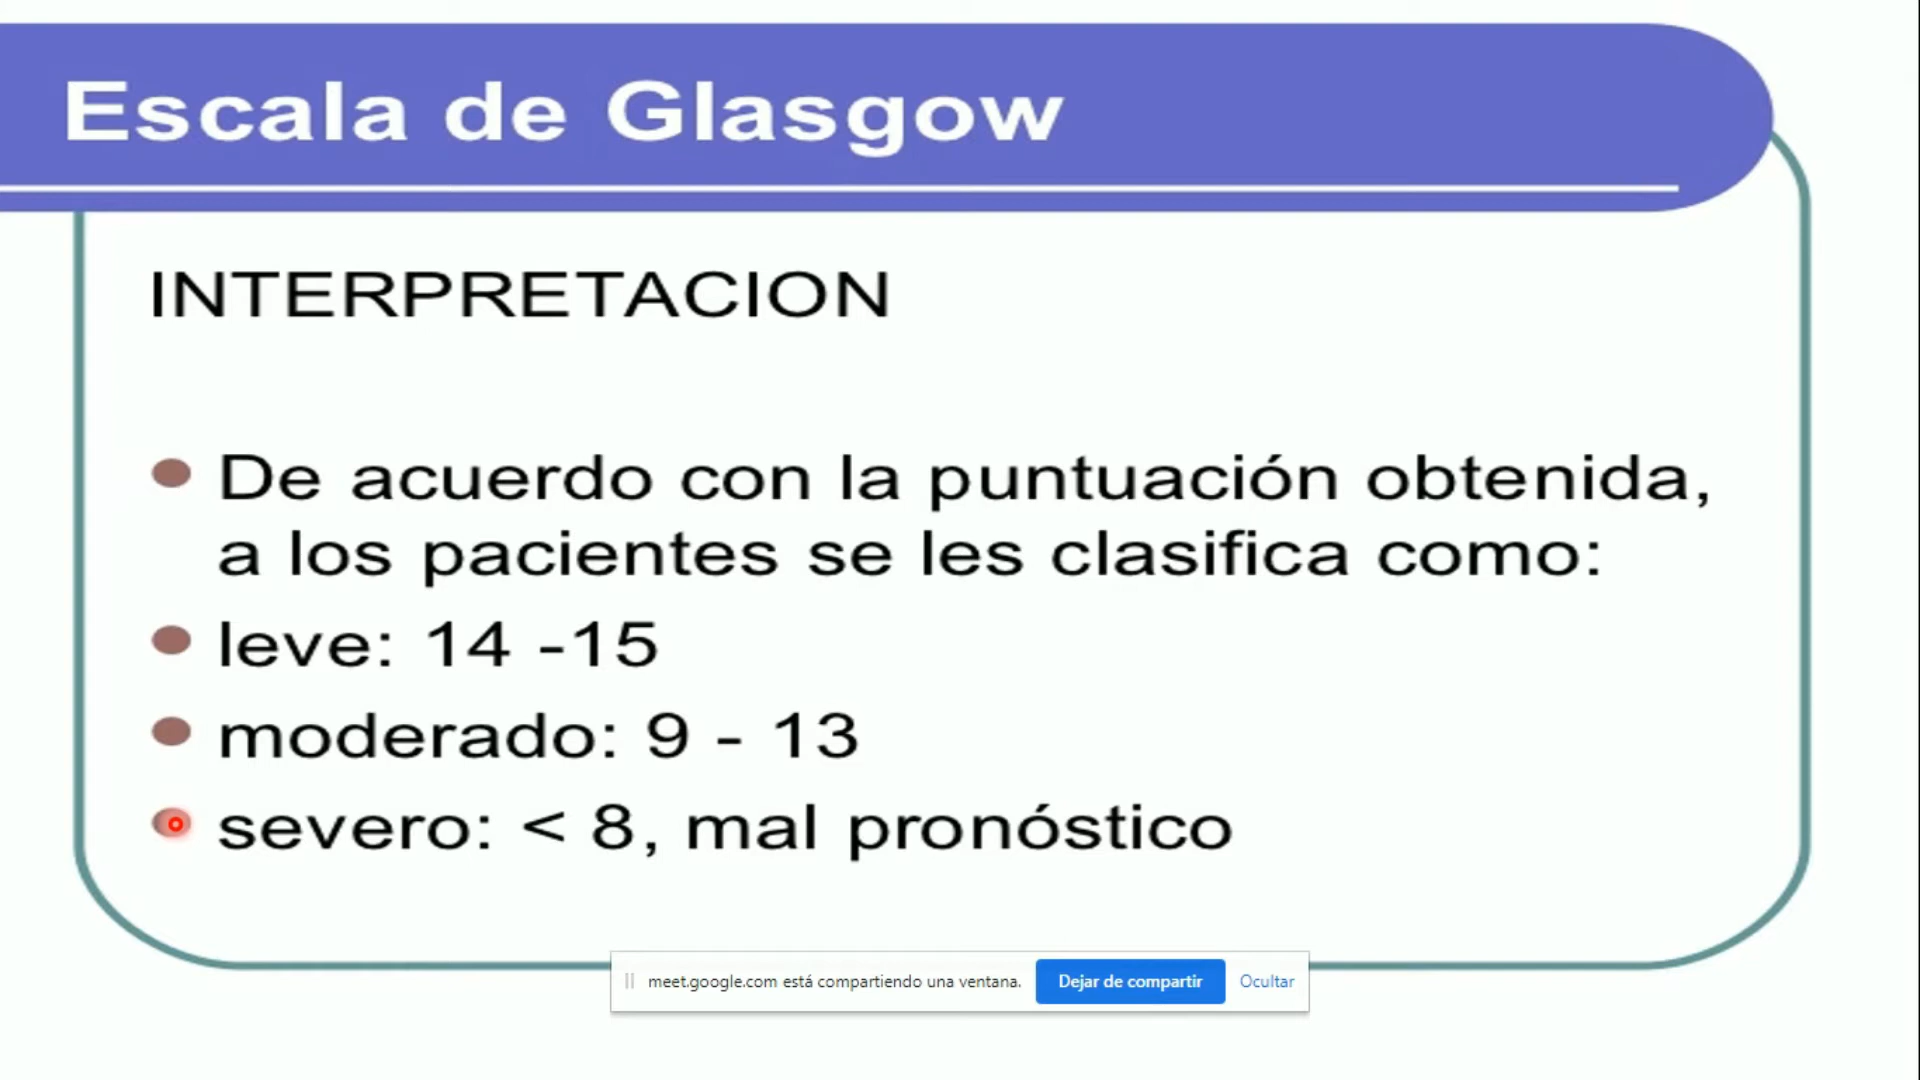 Escala de Glasgow
INTERPRETACION
De acuerdo con la puntuación obtenida,
a los pacientes se les clasifica como:
leve: 14 -15
moderado: 9 - 13
severo: < 8, mal pronóstico
meet.google.com está compartiendo una ventana. Dejar de compartir Ocultar